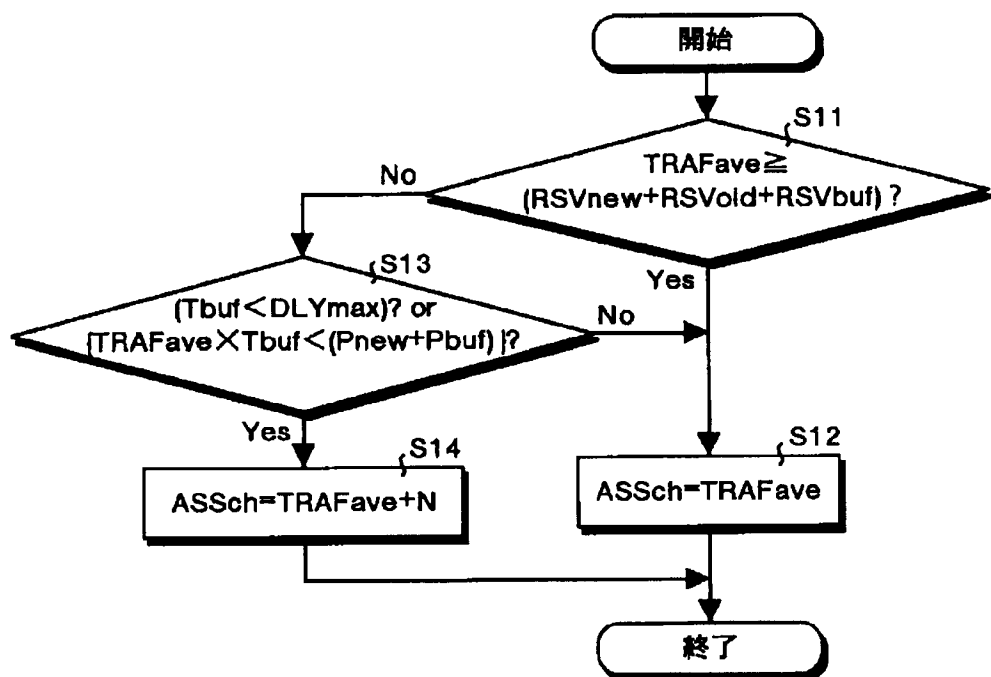 開始
S11
TRAFave≧
(RSVnew+RSVold+RSVbuf) ?
No
Yes
S13
(Tbuf<DLYmax)? or
[TRAFave×Tbuf<(Pnew+Pbuf)]?
No
Yes
S14
ASSch=TRAFave+N
S12
ASSch=TRAFave
終了